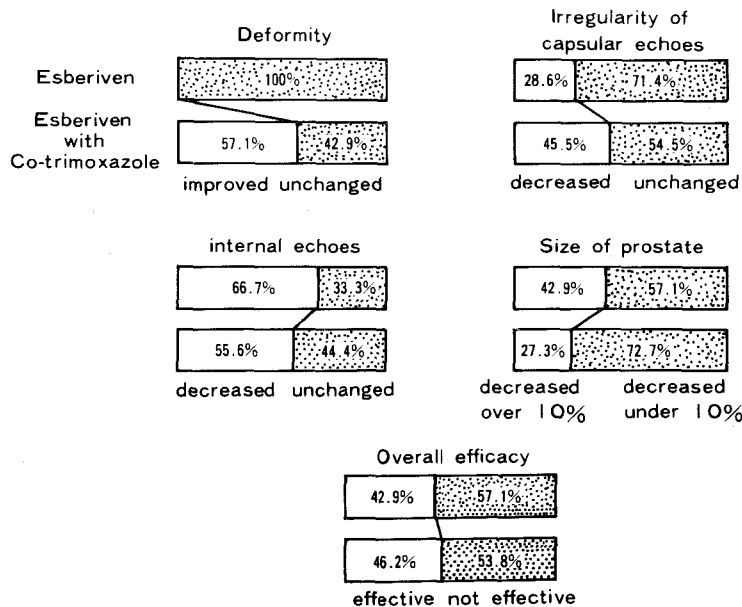 Deformity
Esberiven
100%
Esberiven
with
Co-trimoxazole
57.1% 42.9%
improved unchanged
Irregularity of
capsular echoes
28.6% 71.4%
45.5% 54.5%
decreased unchanged
internal echoes
66.7% 33.3%
55.6% 44.4%
decreased unchanged
Size of prostate
42.9% 57.1%
27.3% 72.7%
decreased decreased
over 10% under 10%
Overall efficacy
42.9% 57.1%
46.2% 53.8%
effective not effective